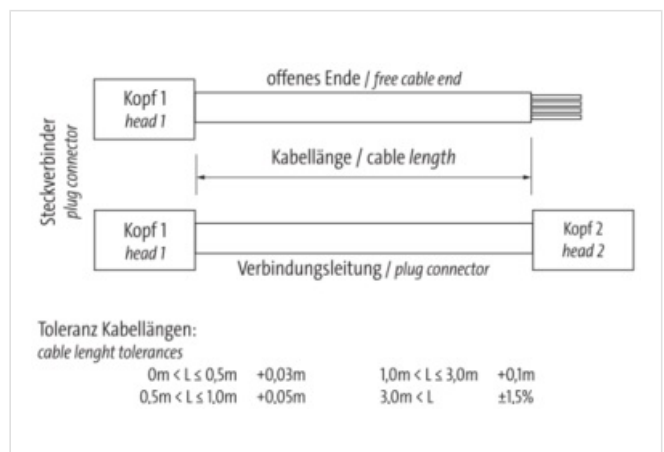 offenes Ende / free cable end
Kopf 1
head 1
Steckverbinder
plug connector
Kabellänge / cable length
Kopf 1
head 1
Kopf 2
head 2
Verbindungsleitung / plug connector
Toleranz Kabellängen:
cable lenght tolerances
0m < L ≤ 0,5m +0,03m 1,0m < L ≤ 3,0m +0,1m
0,5m < L ≤ 1,0m +0,05m 3,0m < L ±1,5%